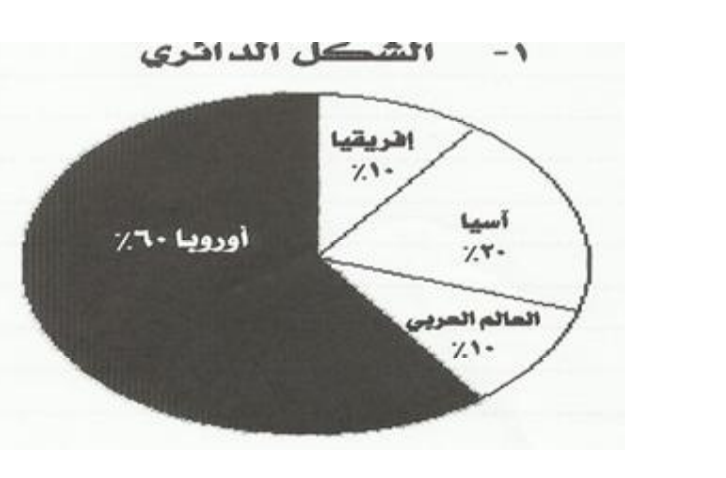 ١- الشكل الدائري
إفريقيا
١٠٪
آسيا
٢٠٪
أوروبا ٦٠٪
العالم العربي
١٠٪